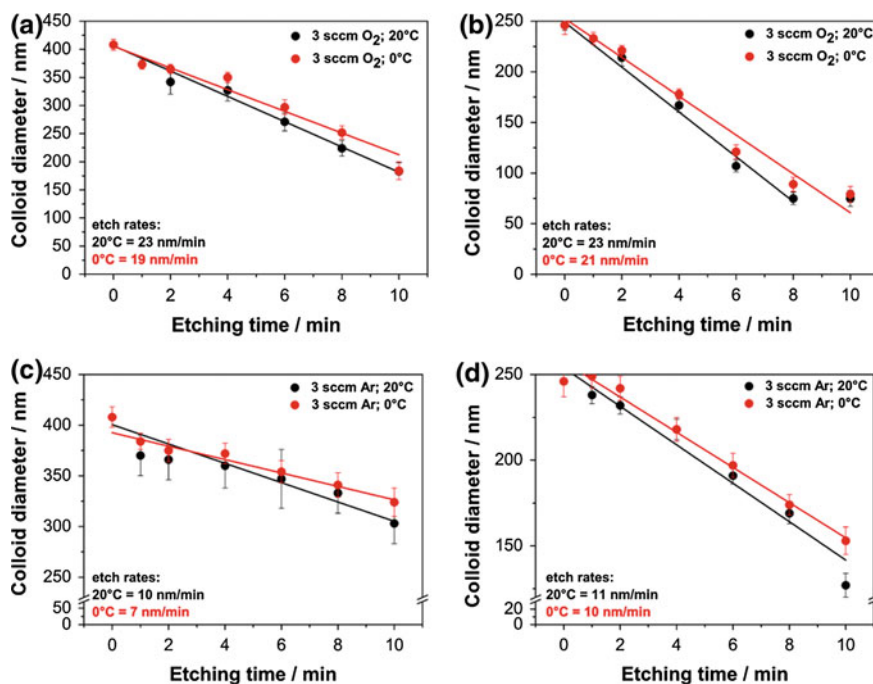 (a)
3 sccm O₂; 20°C
3 sccm O₂; 0°C
450
400
350
300
250
200
150
100
50
0
Colloid diameter / nm
etch rates:
20°C = 23 nm/min
0°C = 19 nm/min
0 2 4 6 8 10
Etching time / min
(b)
3 sccm O₂; 20°C
3 sccm O₂; 0°C
250
200
150
100
50
0
Colloid diameter / nm
etch rates:
20°C = 23 nm/min
0°C = 21 nm/min
0 2 4 6 8 10
Etching time / min
(c)
3 sccm Ar; 20°C
3 sccm Ar; 0°C
450
400
350
300
50
0
Colloid diameter / nm
etch rates:
20°C = 10 nm/min
0°C = 7 nm/min
0 2 4 6 8 10
Etching time / min
(d)
3 sccm Ar; 20°C
3 sccm Ar; 0°C
250
200
150
20
0
Colloid diameter / nm
etch rates:
20°C = 11 nm/min
0°C = 10 nm/min
0 2 4 6 8 10
Etching time / min